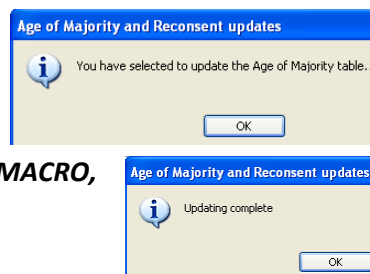 Age of Majority and Reconsent updates
You have selected to update the Age of Majority table.
OK
MACRO,
Age of Majority and Reconsent updates
Updating complete
OK